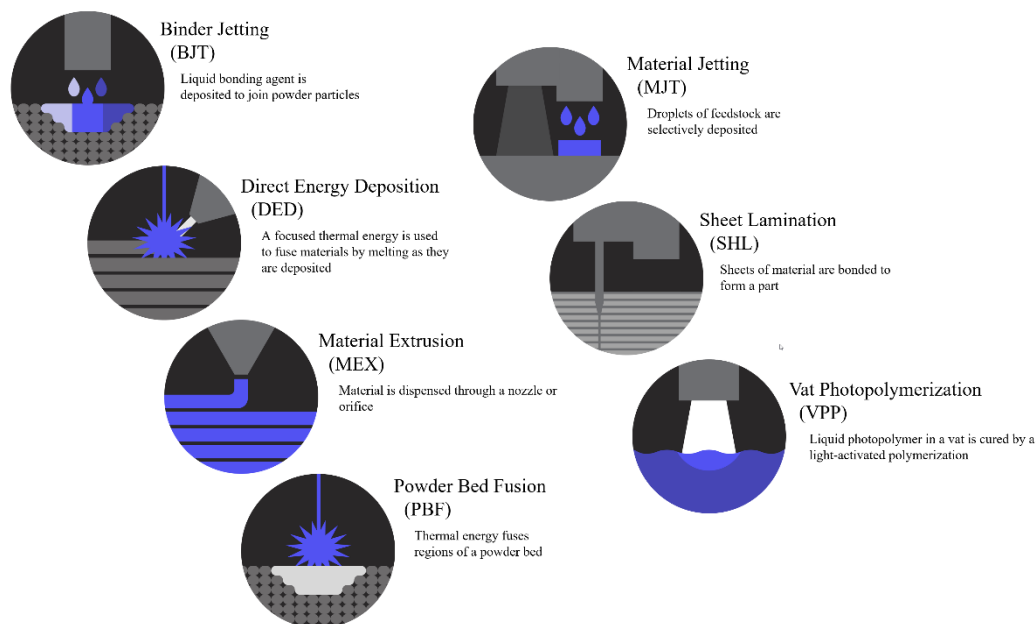 Binder Jetting
(BJT)
Liquid bonding agent is
deposited to join powder particles
Direct Energy Deposition
(DED)
A focused thermal energy is used
to fuse materials by melting as they
are deposited
Material Extrusion
(MEX)
Material is dispensed through a nozzle or
orifice
Powder Bed Fusion
(PBF)
Thermal energy fuses
regions of a powder bed
Material Jetting
(MJT)
Droplets of feedstock are
selectively deposited
Sheet Lamination
(SHL)
Sheets of material are bonded to
form a part
Vat Photopolymerization
(VPP)
Liquid photopolymer in a vat is cured by a
light-activated polymerization